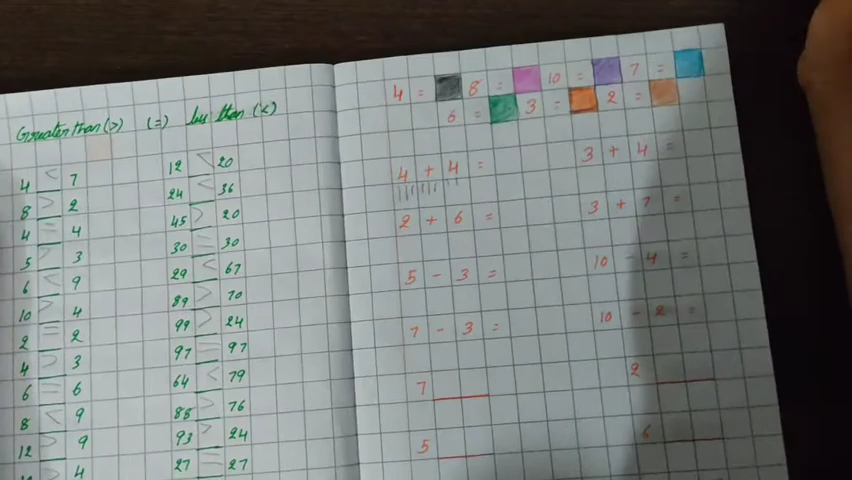 Greater than (>) (=) less than (<)
4 < 7 12 < 20
8 > 2 24 < 36
4 = 4 45 > 20
5 > 3 30 = 30
6 < 9 29 < 67
10 > 4 89 > 70
2 = 2 99 > 24
4 > 3 97 = 97
6 = 6 64 < 79
8 < 9 88 > 76
12 > 9 93 > 24
> 4 27 = 27
4 = 8 = 10 = 7 =
6 = 3 = 2 =
4 + 4 = 3 + 4 =
2 + 6 = 3 + 7 =
5 - 3 = 10 - 4 =
7 - 3 = 10 - 2 =
7 2
5 6